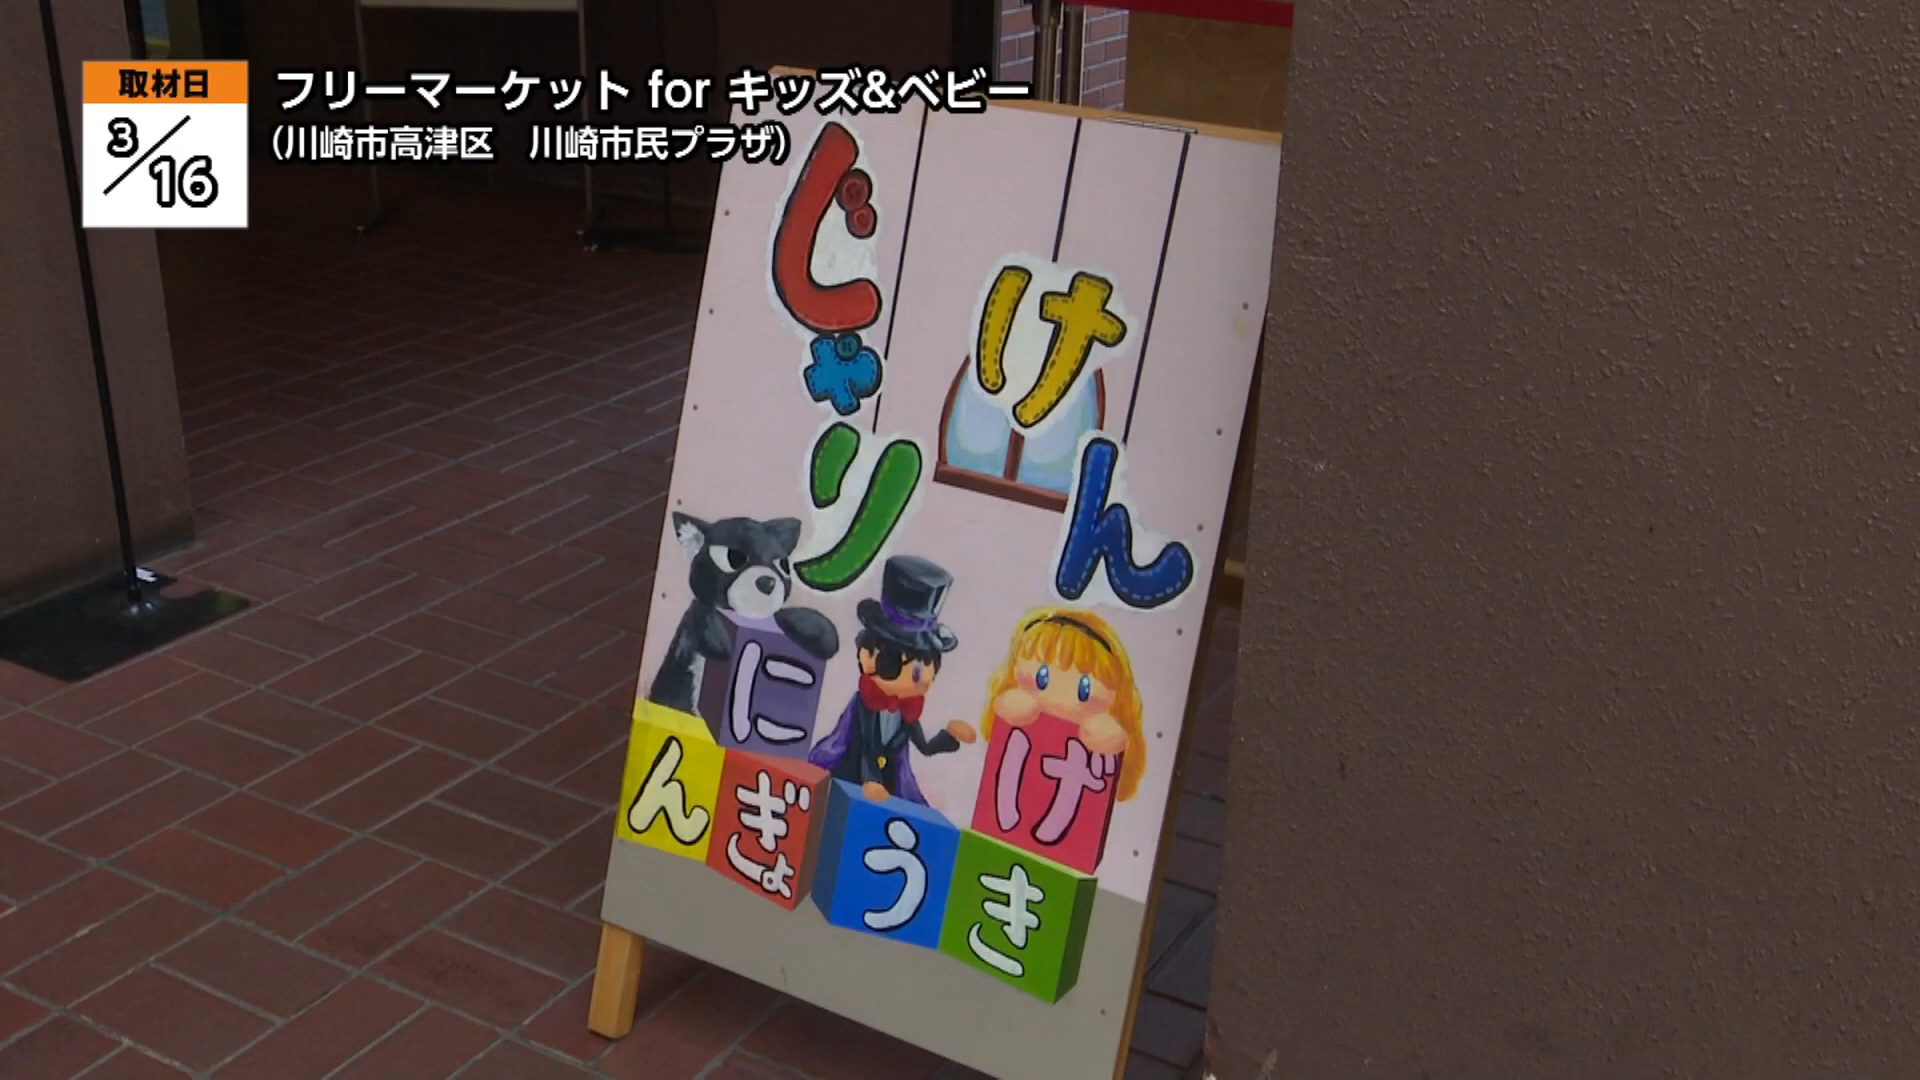 取材日
3/16
フリーマーケット for キッズ&ベビー
(川崎市高津区　川崎市民プラザ)
じゃり
けん
にんぎょうげき